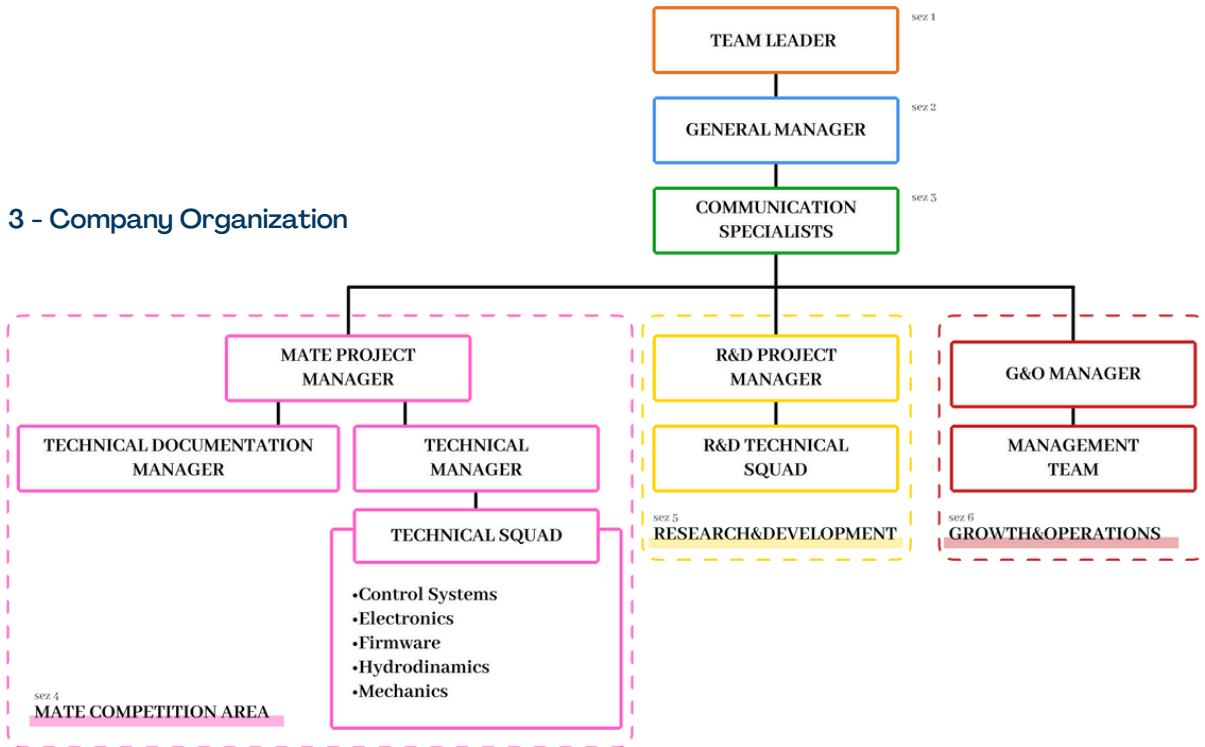 sez 1
TEAM LEADER
sez 2
GENERAL MANAGER
sez 3
COMMUNICATION
SPECIALISTS
3 - Company Organization
MATE PROJECT
MANAGER
TECHNICAL DOCUMENTATION
MANAGER
TECHNICAL
MANAGER
TECHNICAL SQUAD
•Control Systems
•Electronics
•Firmware
•Hydrodinamics
•Mechanics
sez 4
MATE COMPETITION AREA
R&D PROJECT
MANAGER
R&D TECHNICAL
SQUAD
sez 5
RESEARCH&DEVELOPMENT
G&O MANAGER
MANAGEMENT
TEAM
sez 6
GROWTH&OPERATIONS